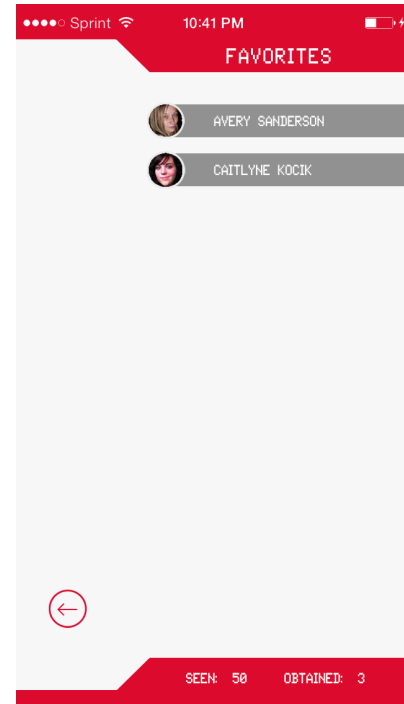 Sprint 10:41 PM
FAVORITES
AVERY SANDERSON
CAITLYNE KOCIK
SEEN: 50 OBTAINED: 3